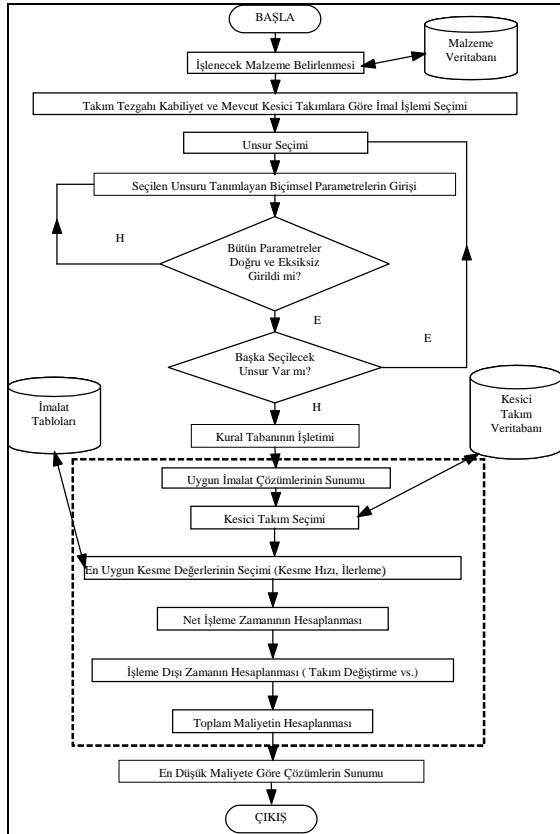 BAŞLA
Malzeme
Veritabanı
İşlenecek Malzeme Belirlenmesi
Takım Tezgahı Kabiliyet ve Mevcut Kesici Takımlara Göre İmal İşlemi Seçimi
Unsur Seçimi
Seçilen Unsuru Tanımlayan Biçimsel Parametrelerin Girişi
H
Bütün Parametreler
Doğru ve Eksiksiz
Girildi mi?
E
E
Başka Seçilecek
Unsur Var mı?
İmalat
Tabloları
Kesici
Takım
Veritabanı
H
Kural Tabanının İşletimi
Uygun İmalat Çözümlerinin Sunumu
Kesici Takım Seçimi
En Uygun Kesme Değerlerinin Seçimi (Kesme Hızı, İlerleme)
Net İşleme Zamanının Hesaplanması
İşleme Dışı Zamanın Hesaplanması ( Takım Değiştirme vs.)
Toplam Maliyetin Hesaplanması
En Düşük Maliyete Göre Çözümlerin Sunumu
ÇIKIŞ